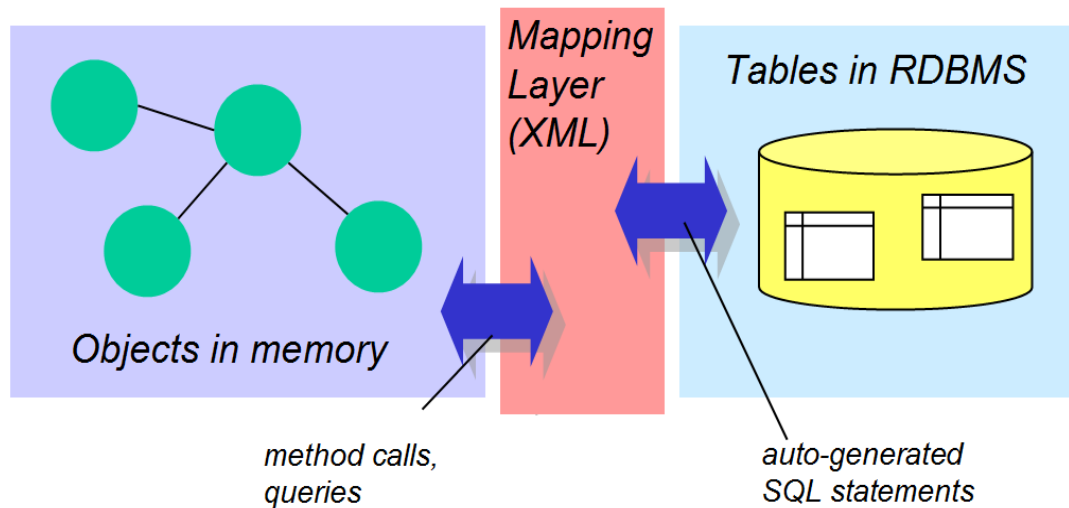 Mapping
Layer
(XML)
Tables in RDBMS
Objects in memory
method calls,
queries
auto-generated
SQL statements